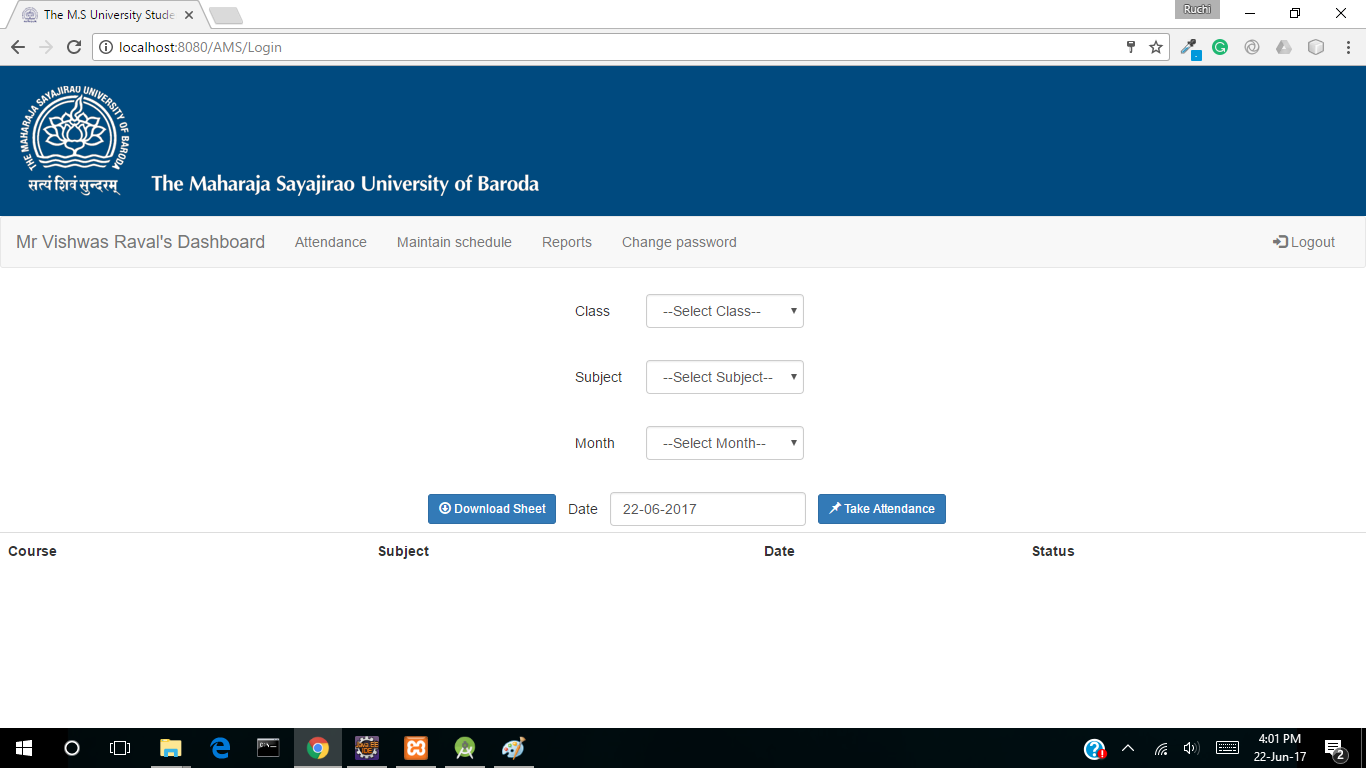 The M.S University Stude
Ruchi
localhost:8080/AMS/Login
THE MAHARAJA SAYAJIRAO UNIVERSITY OF BARODA
सत्यं शिवं सुन्दरम्
The Maharaja Sayajirao University of Baroda
Mr Vishwas Raval's Dashboard Attendance Maintain schedule Reports Change password Logout
Class --Select Class--
Subject --Select Subject--
Month --Select Month--
Download Sheet Date 22-06-2017 Take Attendance
Course Subject Date Status
4:01 PM
22-Jun-17
2